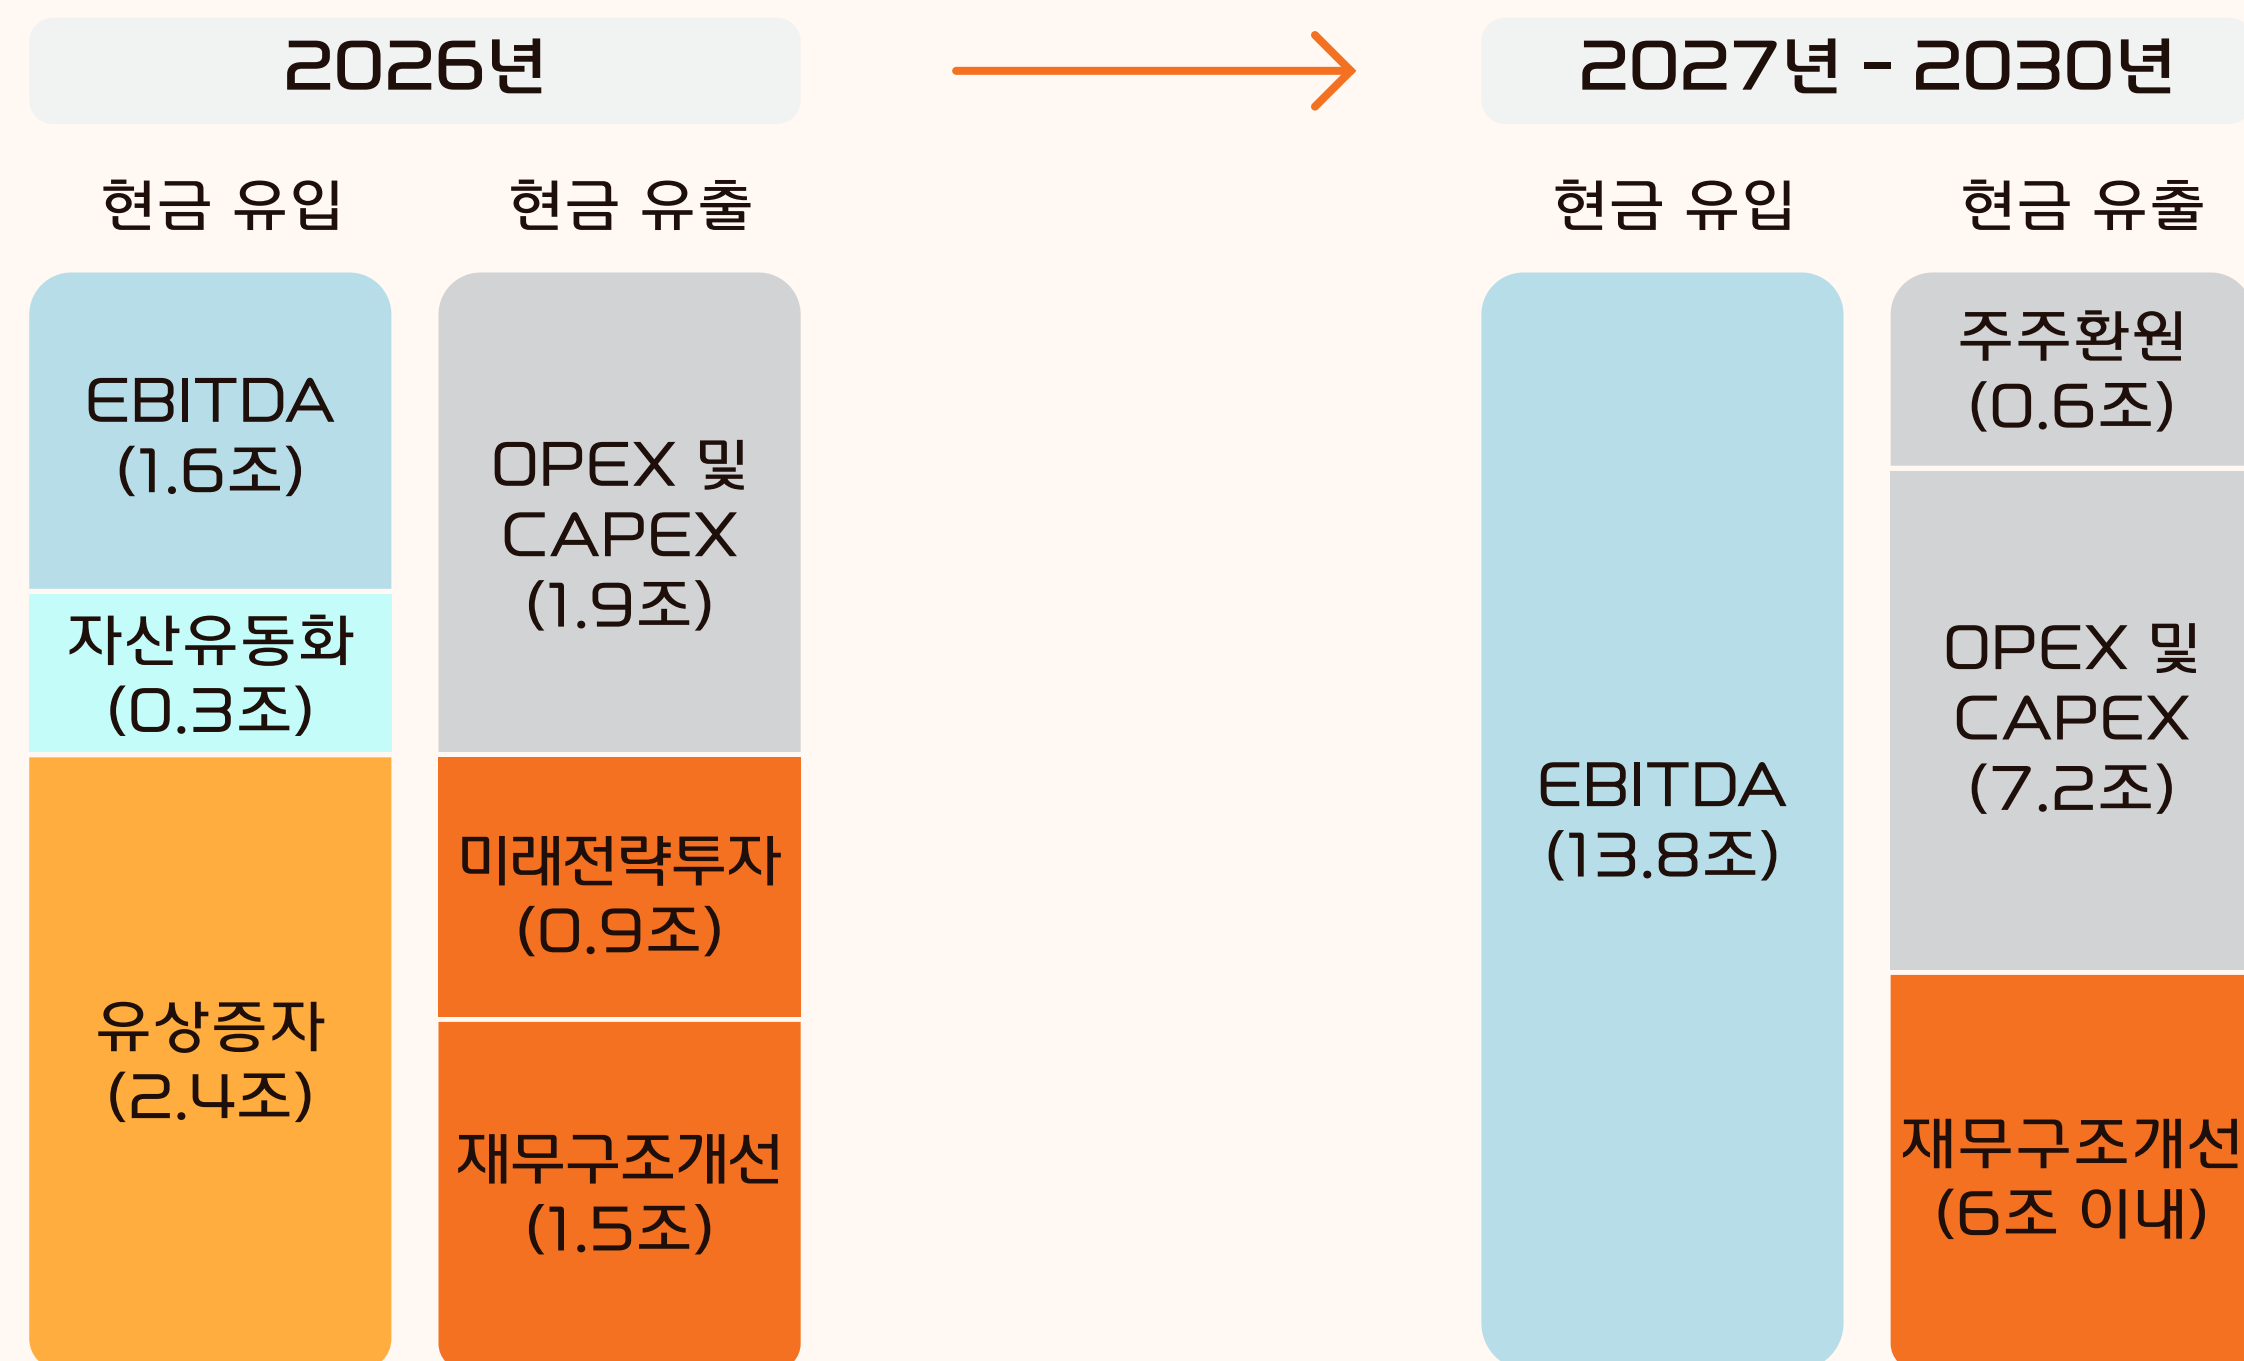 2026년
현금 유입
현금 유출
EBITDA
(1.6조)
자산유동화
(0.3조)
유상증자
(2.4조)
OPEX 및
CAPEX
(1.9조)
미래전략투자
(0.9조)
재무구조개선
(1.5조)
2027년 - 2030년
현금 유입
현금 유출
EBITDA
(13.8조)
주주환원
(0.6조)
OPEX 및
CAPEX
(7.2조)
재무구조개선
(6조 이내)